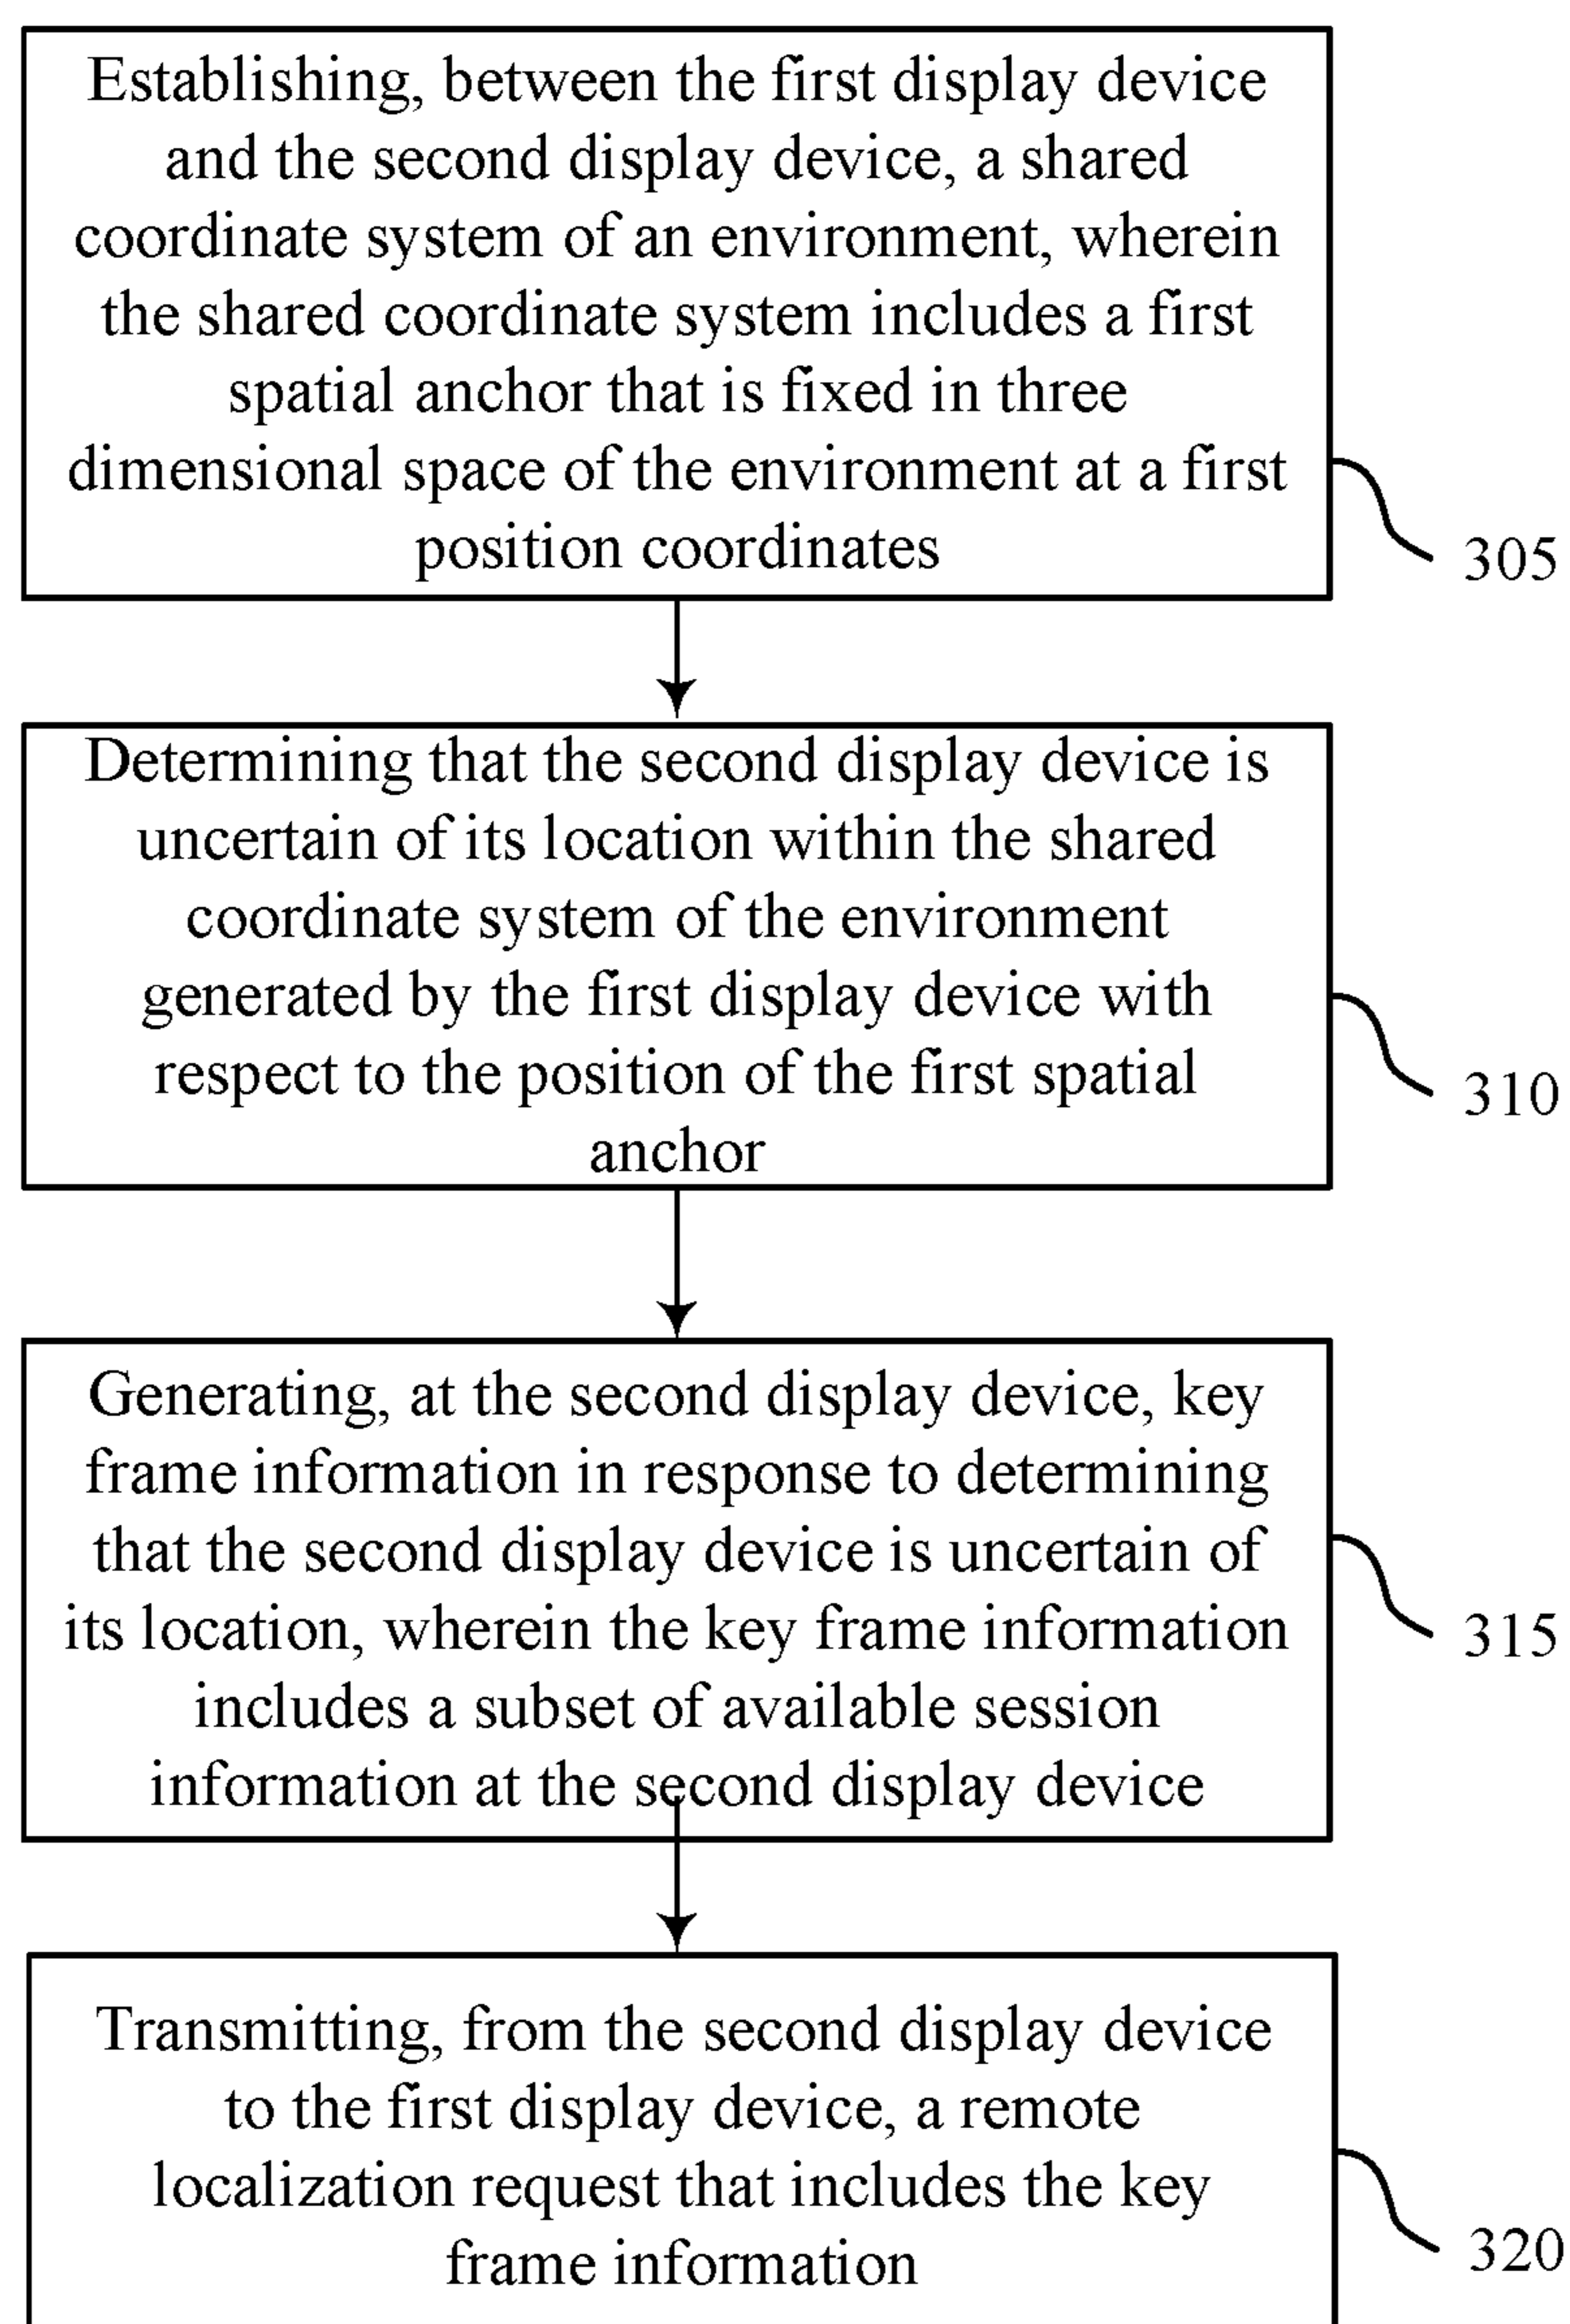 Establishing, between the first display device
and the second display device, a shared
coordinate system of an environment, wherein
the shared coordinate system includes a first
spatial anchor that is fixed in three
dimensional space of the environment at a first
position coordinates
305
Determining that the second display device is
uncertain of its location within the shared
coordinate system of the environment
generated by the first display device with
respect to the position of the first spatial
anchor
310
Generating, at the second display device, key
frame information in response to determining
that the second display device is uncertain of
its location, wherein the key frame information
includes a subset of available session
information at the second display device
315
Transmitting, from the second display device
to the first display device, a remote
localization request that includes the key
frame information
320